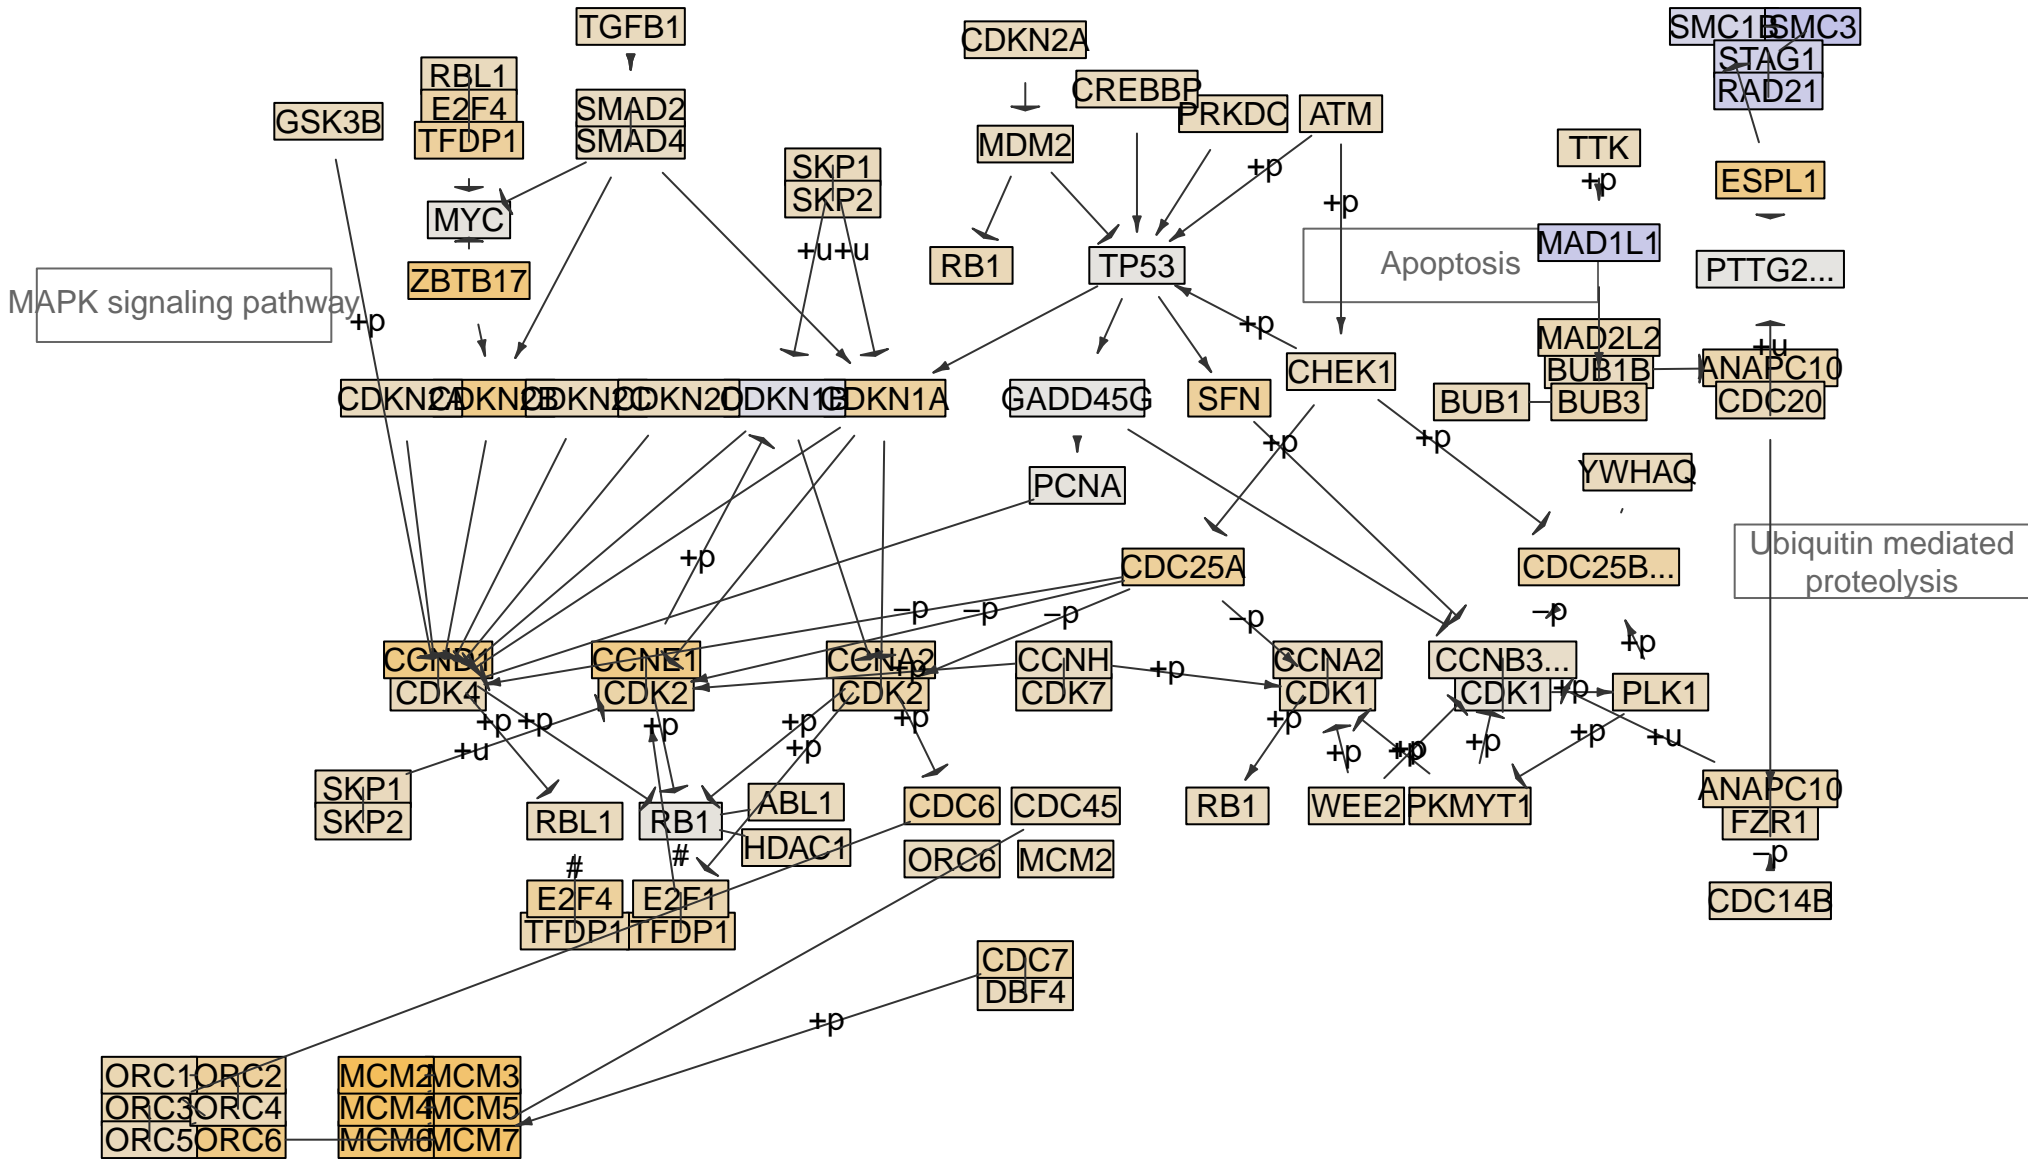 TGFB1
CDKN2A
SMC1B
SMC3
STAG1
RAD21
RBL1
E2F4
TFDP1
GSK3B
SMAD2
SMAD4
CREBBP
PRKDC
ATM
MDM2
TTK
+p
SKP1
SKP2
ESPL1
+p
+p
MYC
+u
+u
RB1
TP53
Apoptosis
MAD1L1
PTTG2...
ZBTB17
MAPK signaling pathway
+p
+p
MAD2L2
+u
CHEK1
BUB1B
ANAPC10
CDKN2A
CDKN2B
CDKN2C
CDKN2D
CDKN1B
CDKN1A
GADD45G
SFN
BUB1
BUB3
CDC20
+p
+p
YWHAQ
PCNA
+p
CDC25A
CDC25B...
Ubiquitin mediated
proteolysis
−p
−p
−p
−p
−p
+p
CCND1
CCNE1
CCNA2
CCNH
CCNA2
CCNB3...
+p
+p
CDK4
CDK2
CDK2
CDK7
CDK1
CDK1
+p
PLK1
+p
+p
+p
+p
+p
+p
+u
+p
+p
+p
+p
+p
+p
+u
SKP1
SKP2
RBL1
RB1
ABL1
HDAC1
CDC6
CDC45
RB1
WEE2
PKMYT1
ANAPC10
FZR1
−p
#
#
ORC6
MCM2
E2F4
TFDP1
E2F1
TFDP1
CDC14B
CDC7
DBF4
+p
ORC1
ORC2
MCM2
MCM3
ORC3
ORC4
MCM4
MCM5
ORC5
ORC6
MCM6
MCM7